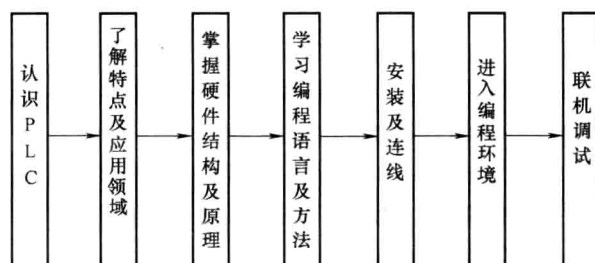 认识PLC
了解特点及应用领域
掌握硬件结构及原理
学习编程语言及方法
安装及连线
进入编程环境
联机调试